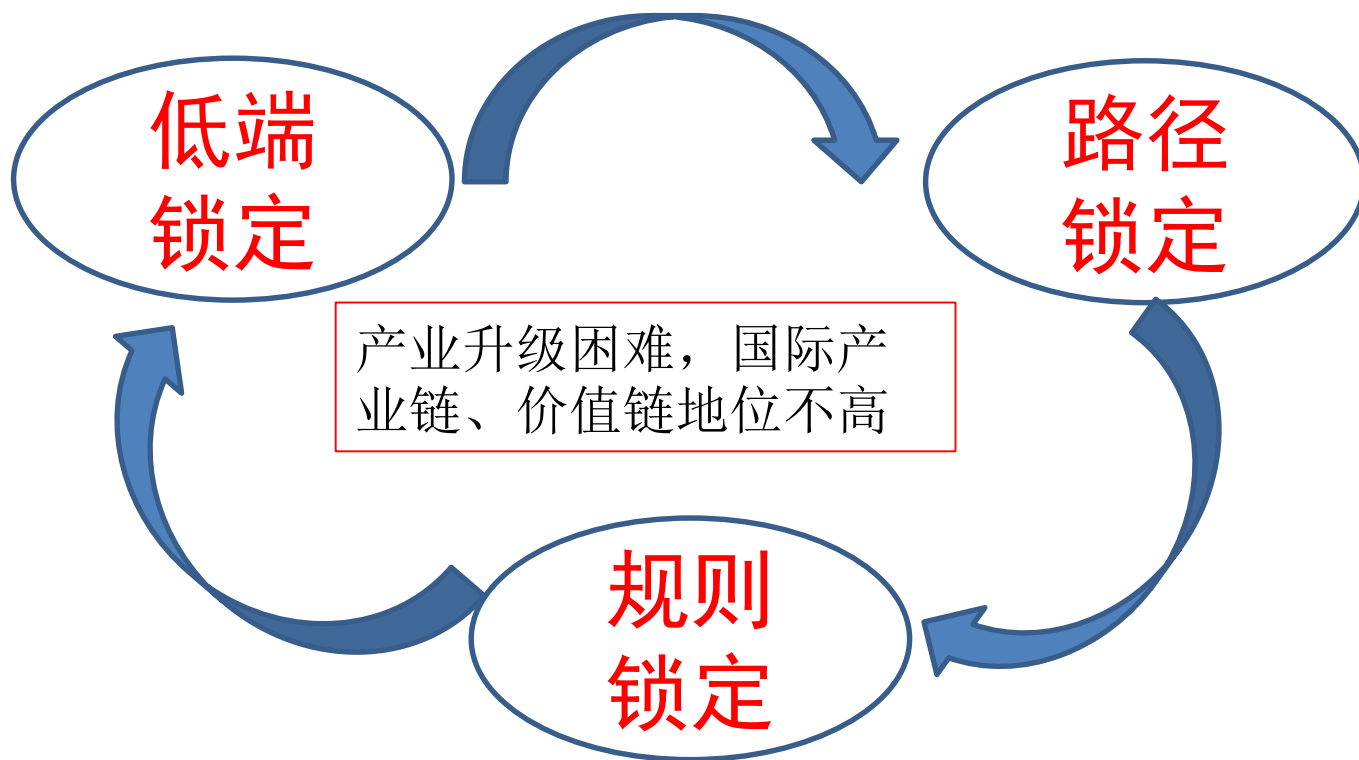 低端
锁定
路径
锁定
产业升级困难，国际产
业链、价值链地位不高
规则
锁定